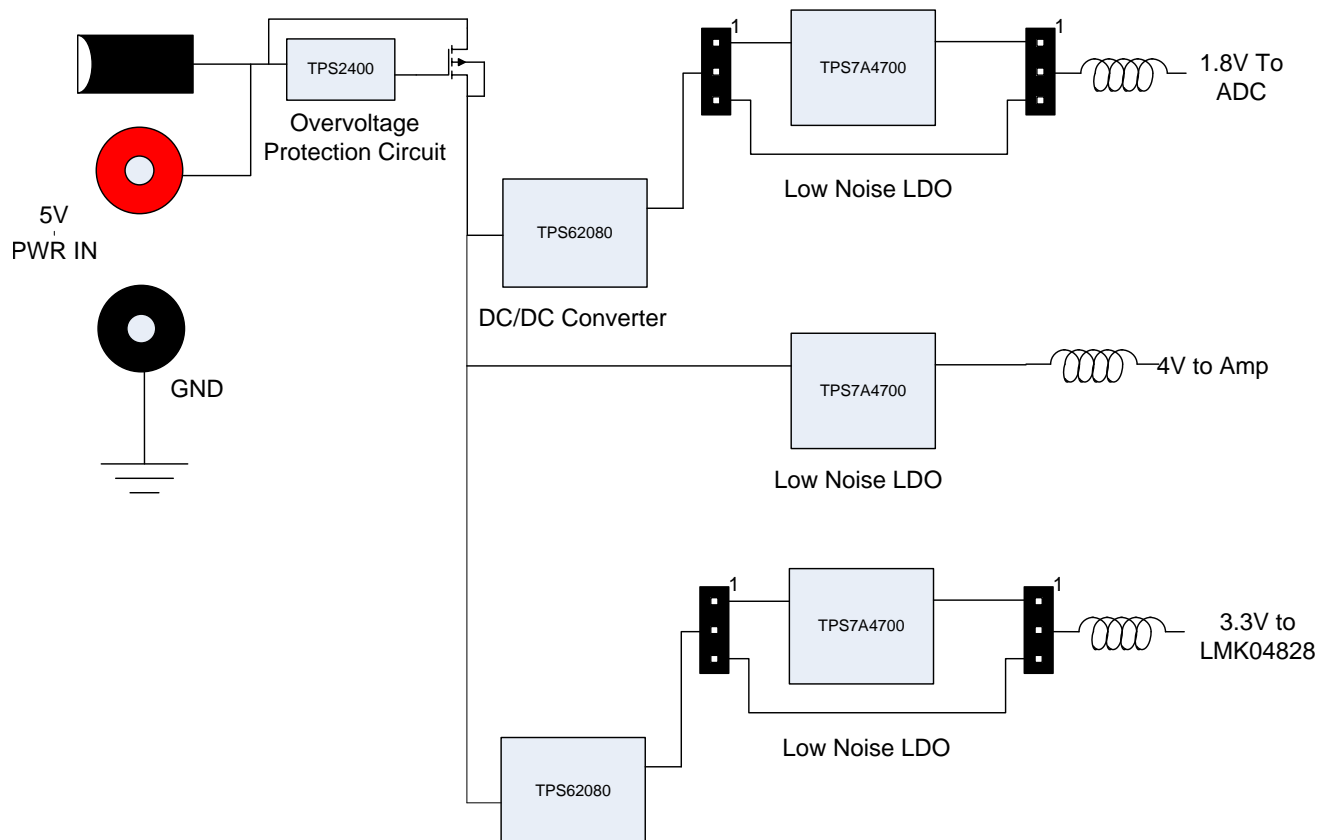 1
1
TPS2400
TPS7A4700
1.8V To
ADC
Overvoltage
Protection Circuit
Low Noise LDO
5V
-
PWR IN
TPS62080
DC/DC Converter
GND
TPS7A4700
4V to Amp
Low Noise LDO
1
1
TPS7A4700
3.3V to
LMK04828
Low Noise LDO
TPS62080